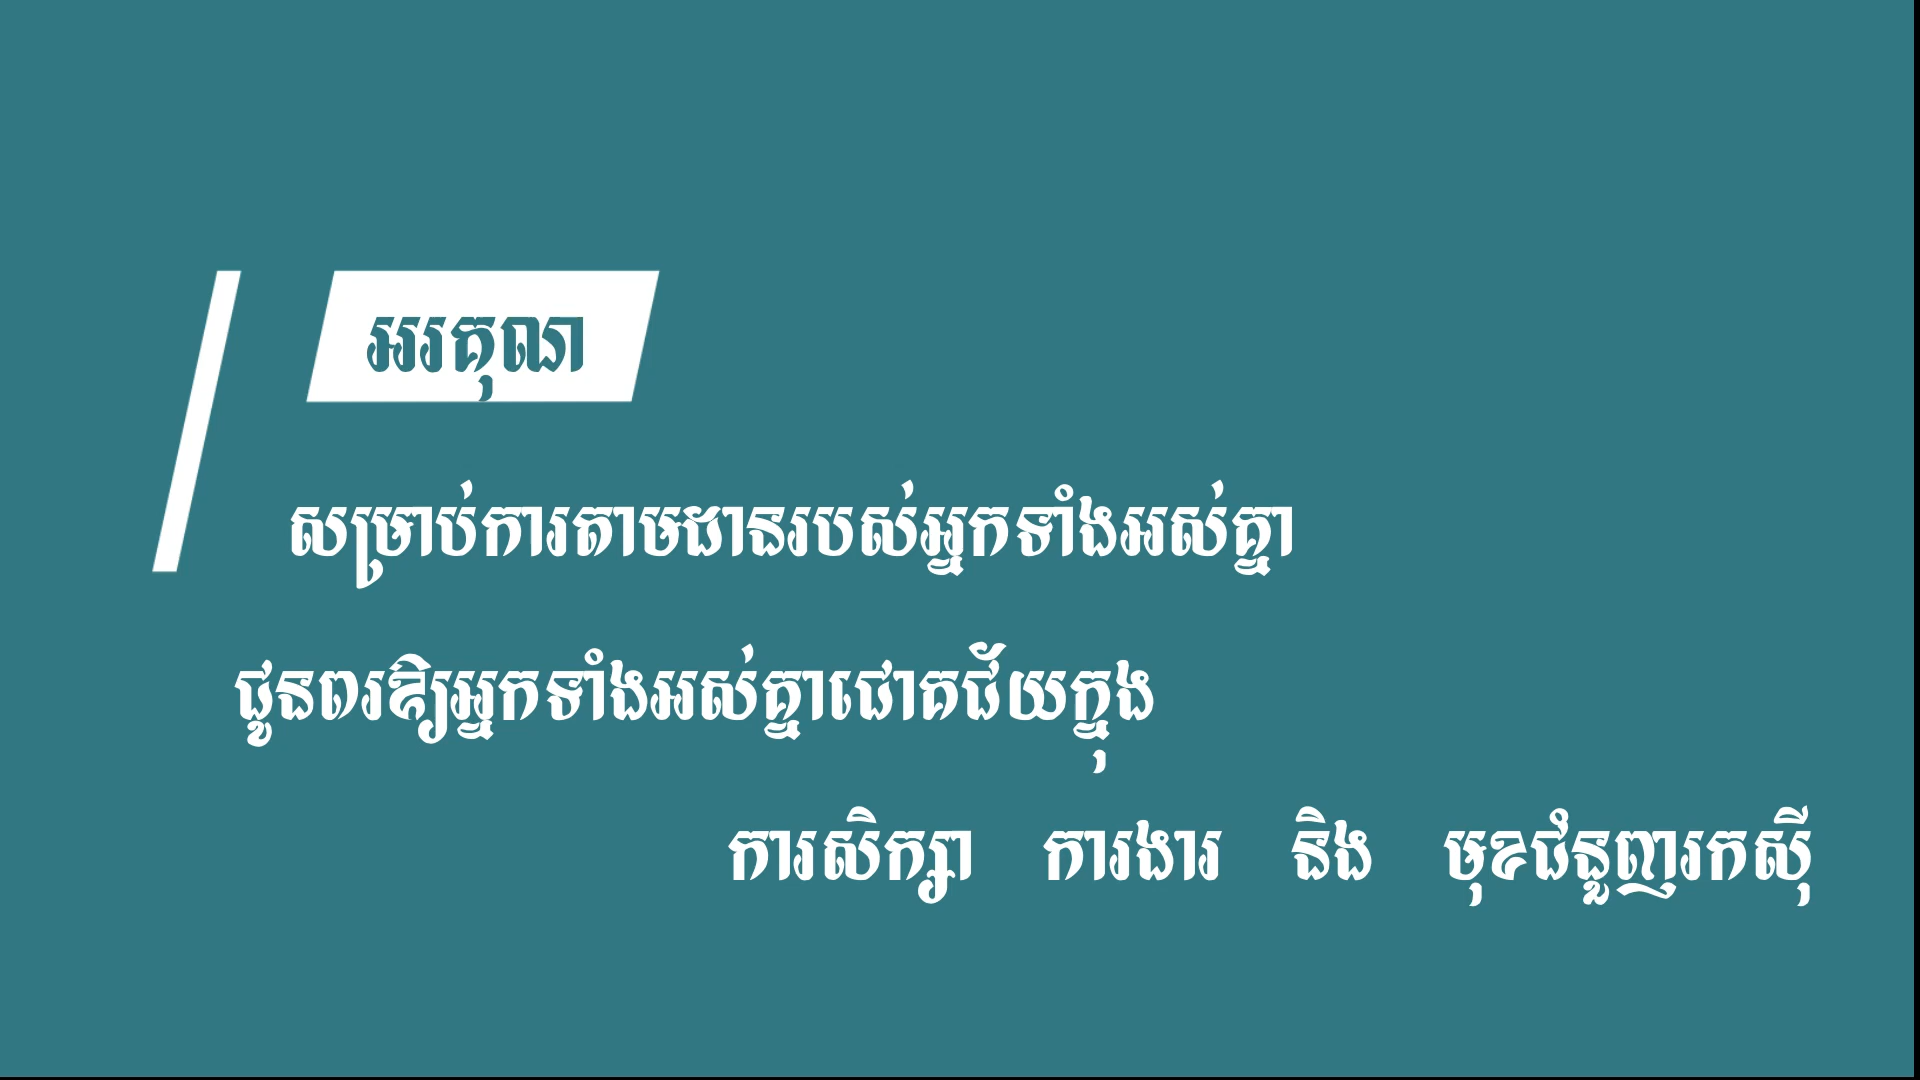 អរគុណ
សម្រាប់ការតាមដានរបស់អ្នកទាំងអស់គ្នា
ជូនពរឱ្យអ្នកទាំងអស់គ្នាជោគជ័យក្នុង
ការសិក្សា ការងារ និង មុខជំនួញរកស៊ី